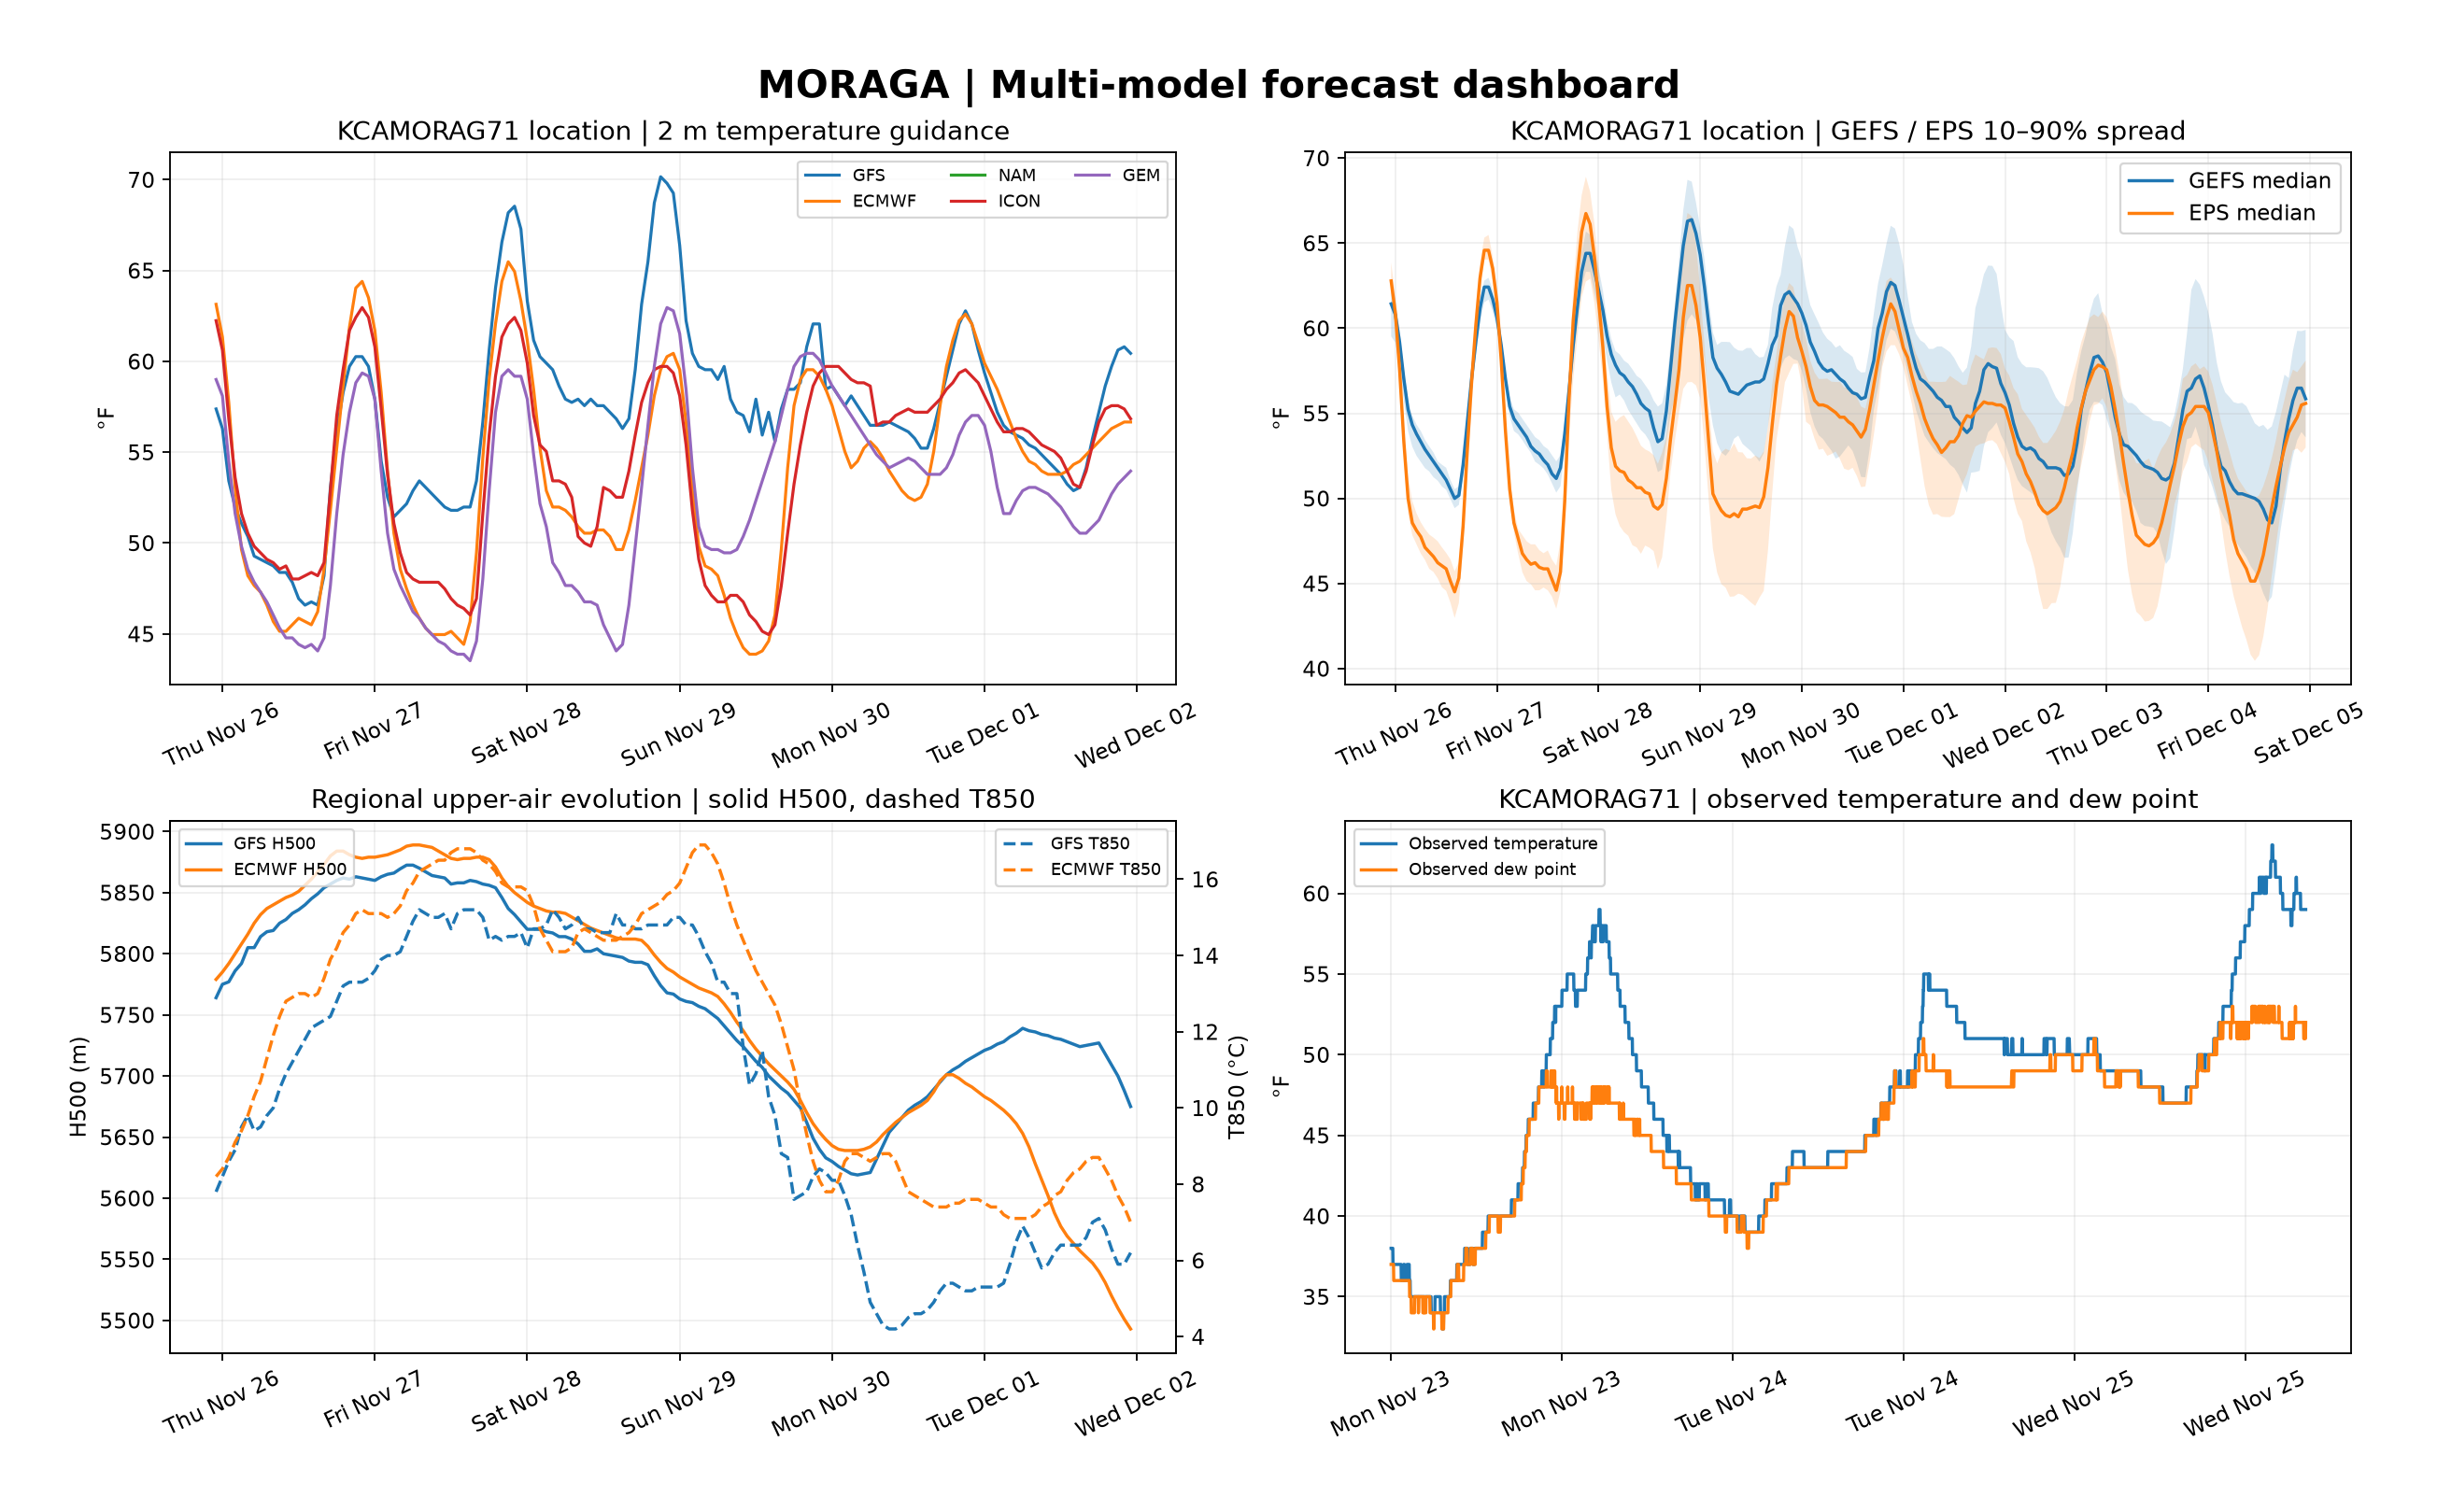 MORAGA | Multi-model forecast dashboard
KCAMORAG71 location | 2 m temperature guidance
GFS NAM GEM
ECMWF ICON
70
65
60
55
50
45
°F
Thu Nov 26 Fri Nov 27 Sat Nov 28 Sun Nov 29 Mon Nov 30 Tue Dec 01 Wed Dec 02
KCAMORAG71 location | GEFS / EPS 10–90% spread
GEFS median
EPS median
70
65
60
55
50
45
40
°F
Thu Nov 26 Fri Nov 27 Sat Nov 28 Sun Nov 29 Mon Nov 30 Tue Dec 01 Wed Dec 02 Thu Dec 03 Fri Dec 04 Sat Dec 05
Regional upper-air evolution | solid H500, dashed T850
GFS H500
ECMWF H500
GFS T850
ECMWF T850
5900
5850
5800
5750
5700
5650
5600
5550
5500
H500 (m)
16
14
12
10
8
6
4
T850 (°C)
Thu Nov 26 Fri Nov 27 Sat Nov 28 Sun Nov 29 Mon Nov 30 Tue Dec 01 Wed Dec 02
KCAMORAG71 | observed temperature and dew point
Observed temperature
Observed dew point
60
55
50
45
40
35
°F
Mon Nov 23 Mon Nov 23 Tue Nov 24 Tue Nov 24 Wed Nov 25 Wed Nov 25